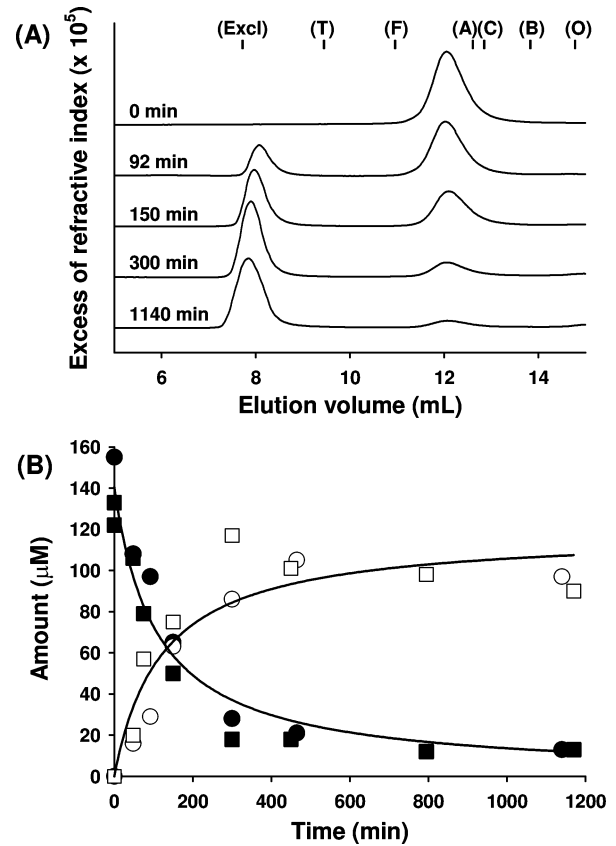 (A)
Excess of refractive index (x 10⁵)
(Excl) (T) (F) (A) (C) (B) (O)
0 min
92 min
150 min
300 min
1140 min
6 8 10 12 14
Elution volume (mL)
(B)
Amount (µM)
160
140
120
100
80
60
40
20
0
0 200 400 600 800 1000 1200
Time (min)